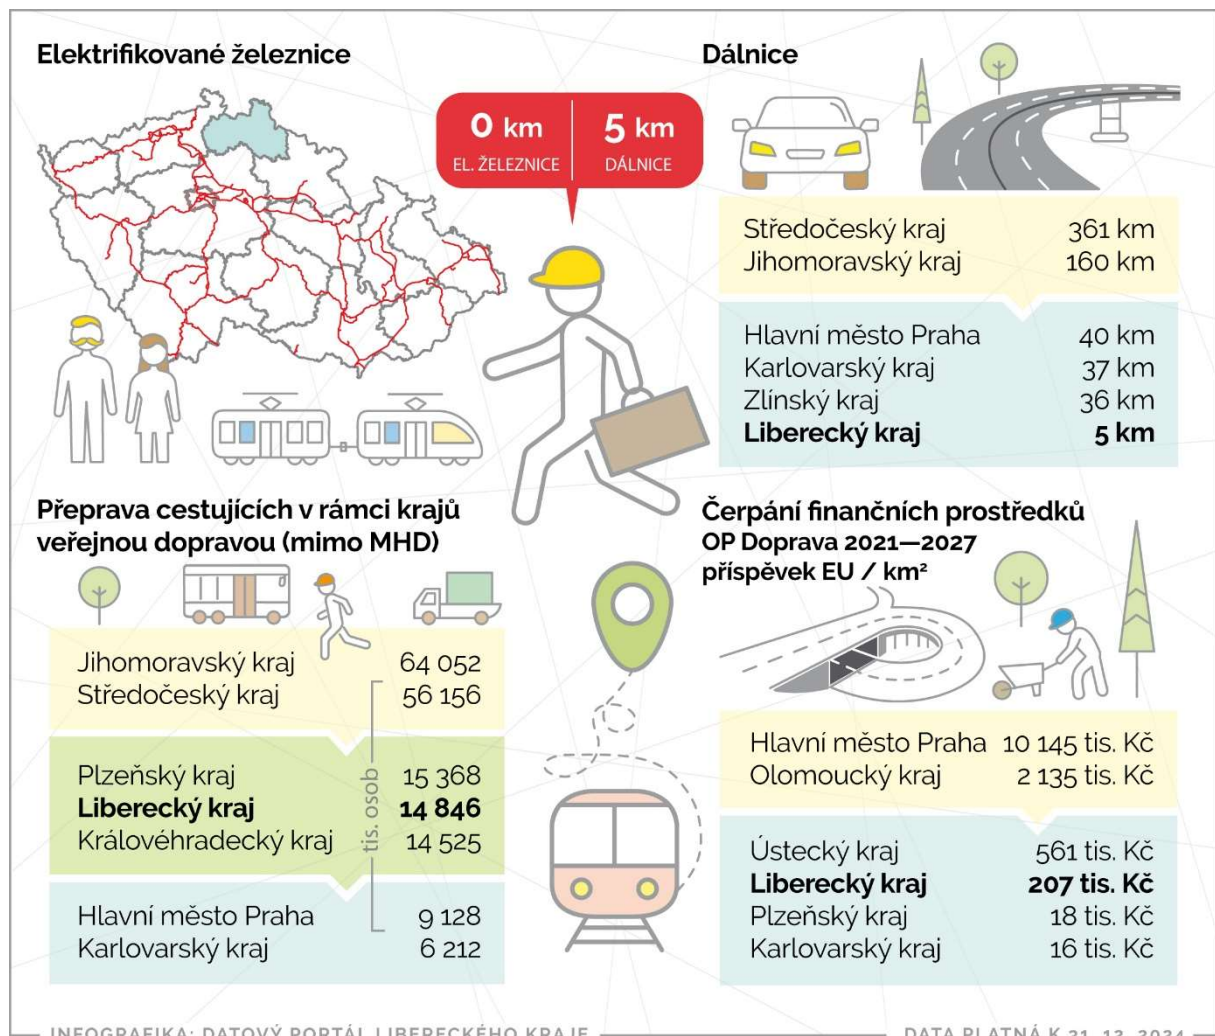 Elektrifikované železnice
0 km
EL. ŽELEZNICE
5 km
DÁLNICE
Dálnice
Středočeský kraj 361 km
Jihomoravský kraj 160 km
Hlavní město Praha 40 km
Karlovarský kraj 37 km
Zlínský kraj 36 km
Liberecký kraj 5 km
Přeprava cestujících v rámci krajů
veřejnou dopravou (mimo MHD)
Jihomoravský kraj 64 052
Středočeský kraj 56 156
Plzeňský kraj 15 368
Liberecký kraj 14 846
Královéhradecký kraj 14 525
Hlavní město Praha 9 128
Karlovarský kraj 6 212
tis. osob
Čerpání finančních prostředků
OP Doprava 2021—2027
příspěvek EU / km²
Hlavní město Praha 10 145 tis. Kč
Olomoucký kraj 2 135 tis. Kč
Ústecký kraj 561 tis. Kč
Liberecký kraj 207 tis. Kč
Plzeňský kraj 18 tis. Kč
Karlovarský kraj 16 tis. Kč
INFOGRAFIKA: DATOVÝ PORTÁL LIBERECKÉHO KRAJE
DATA PLATNÁ K 31. 12. 2024